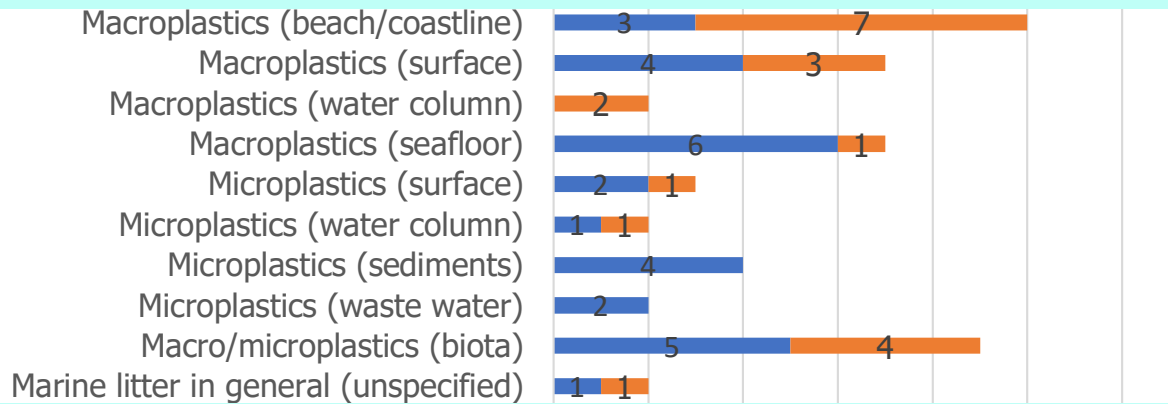 Macroplastics (beach/coastline) 3 7
Macroplastics (surface) 4 3
Macroplastics (water column) 2
Macroplastics (seafloor) 6 1
Microplastics (surface) 2 1
Microplastics (water column) 1 1
Microplastics (sediments) 4
Microplastics (waste water) 2
Macro/microplastics (biota) 5 4
Marine litter in general (unspecified) 1 1